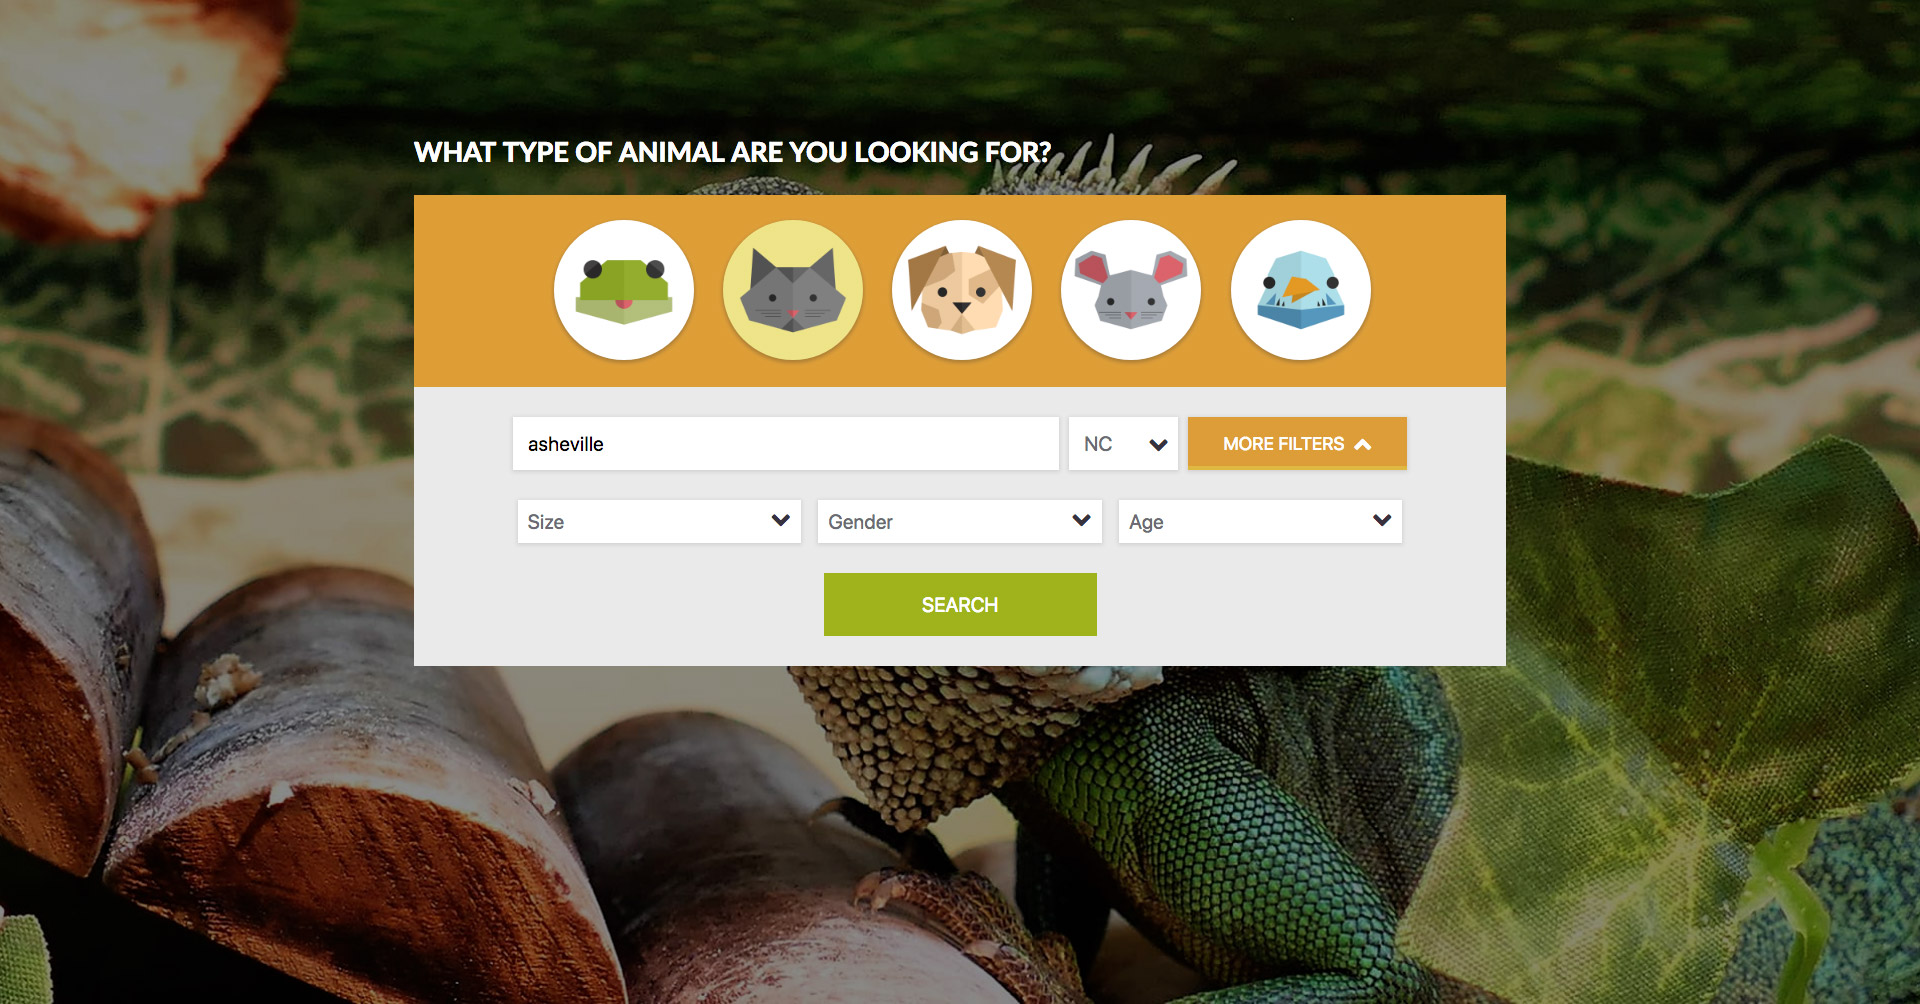 WHAT TYPE OF ANIMAL ARE YOU LOOKING FOR?
asheville
NC
MORE FILTERS
Size
Gender
Age
SEARCH